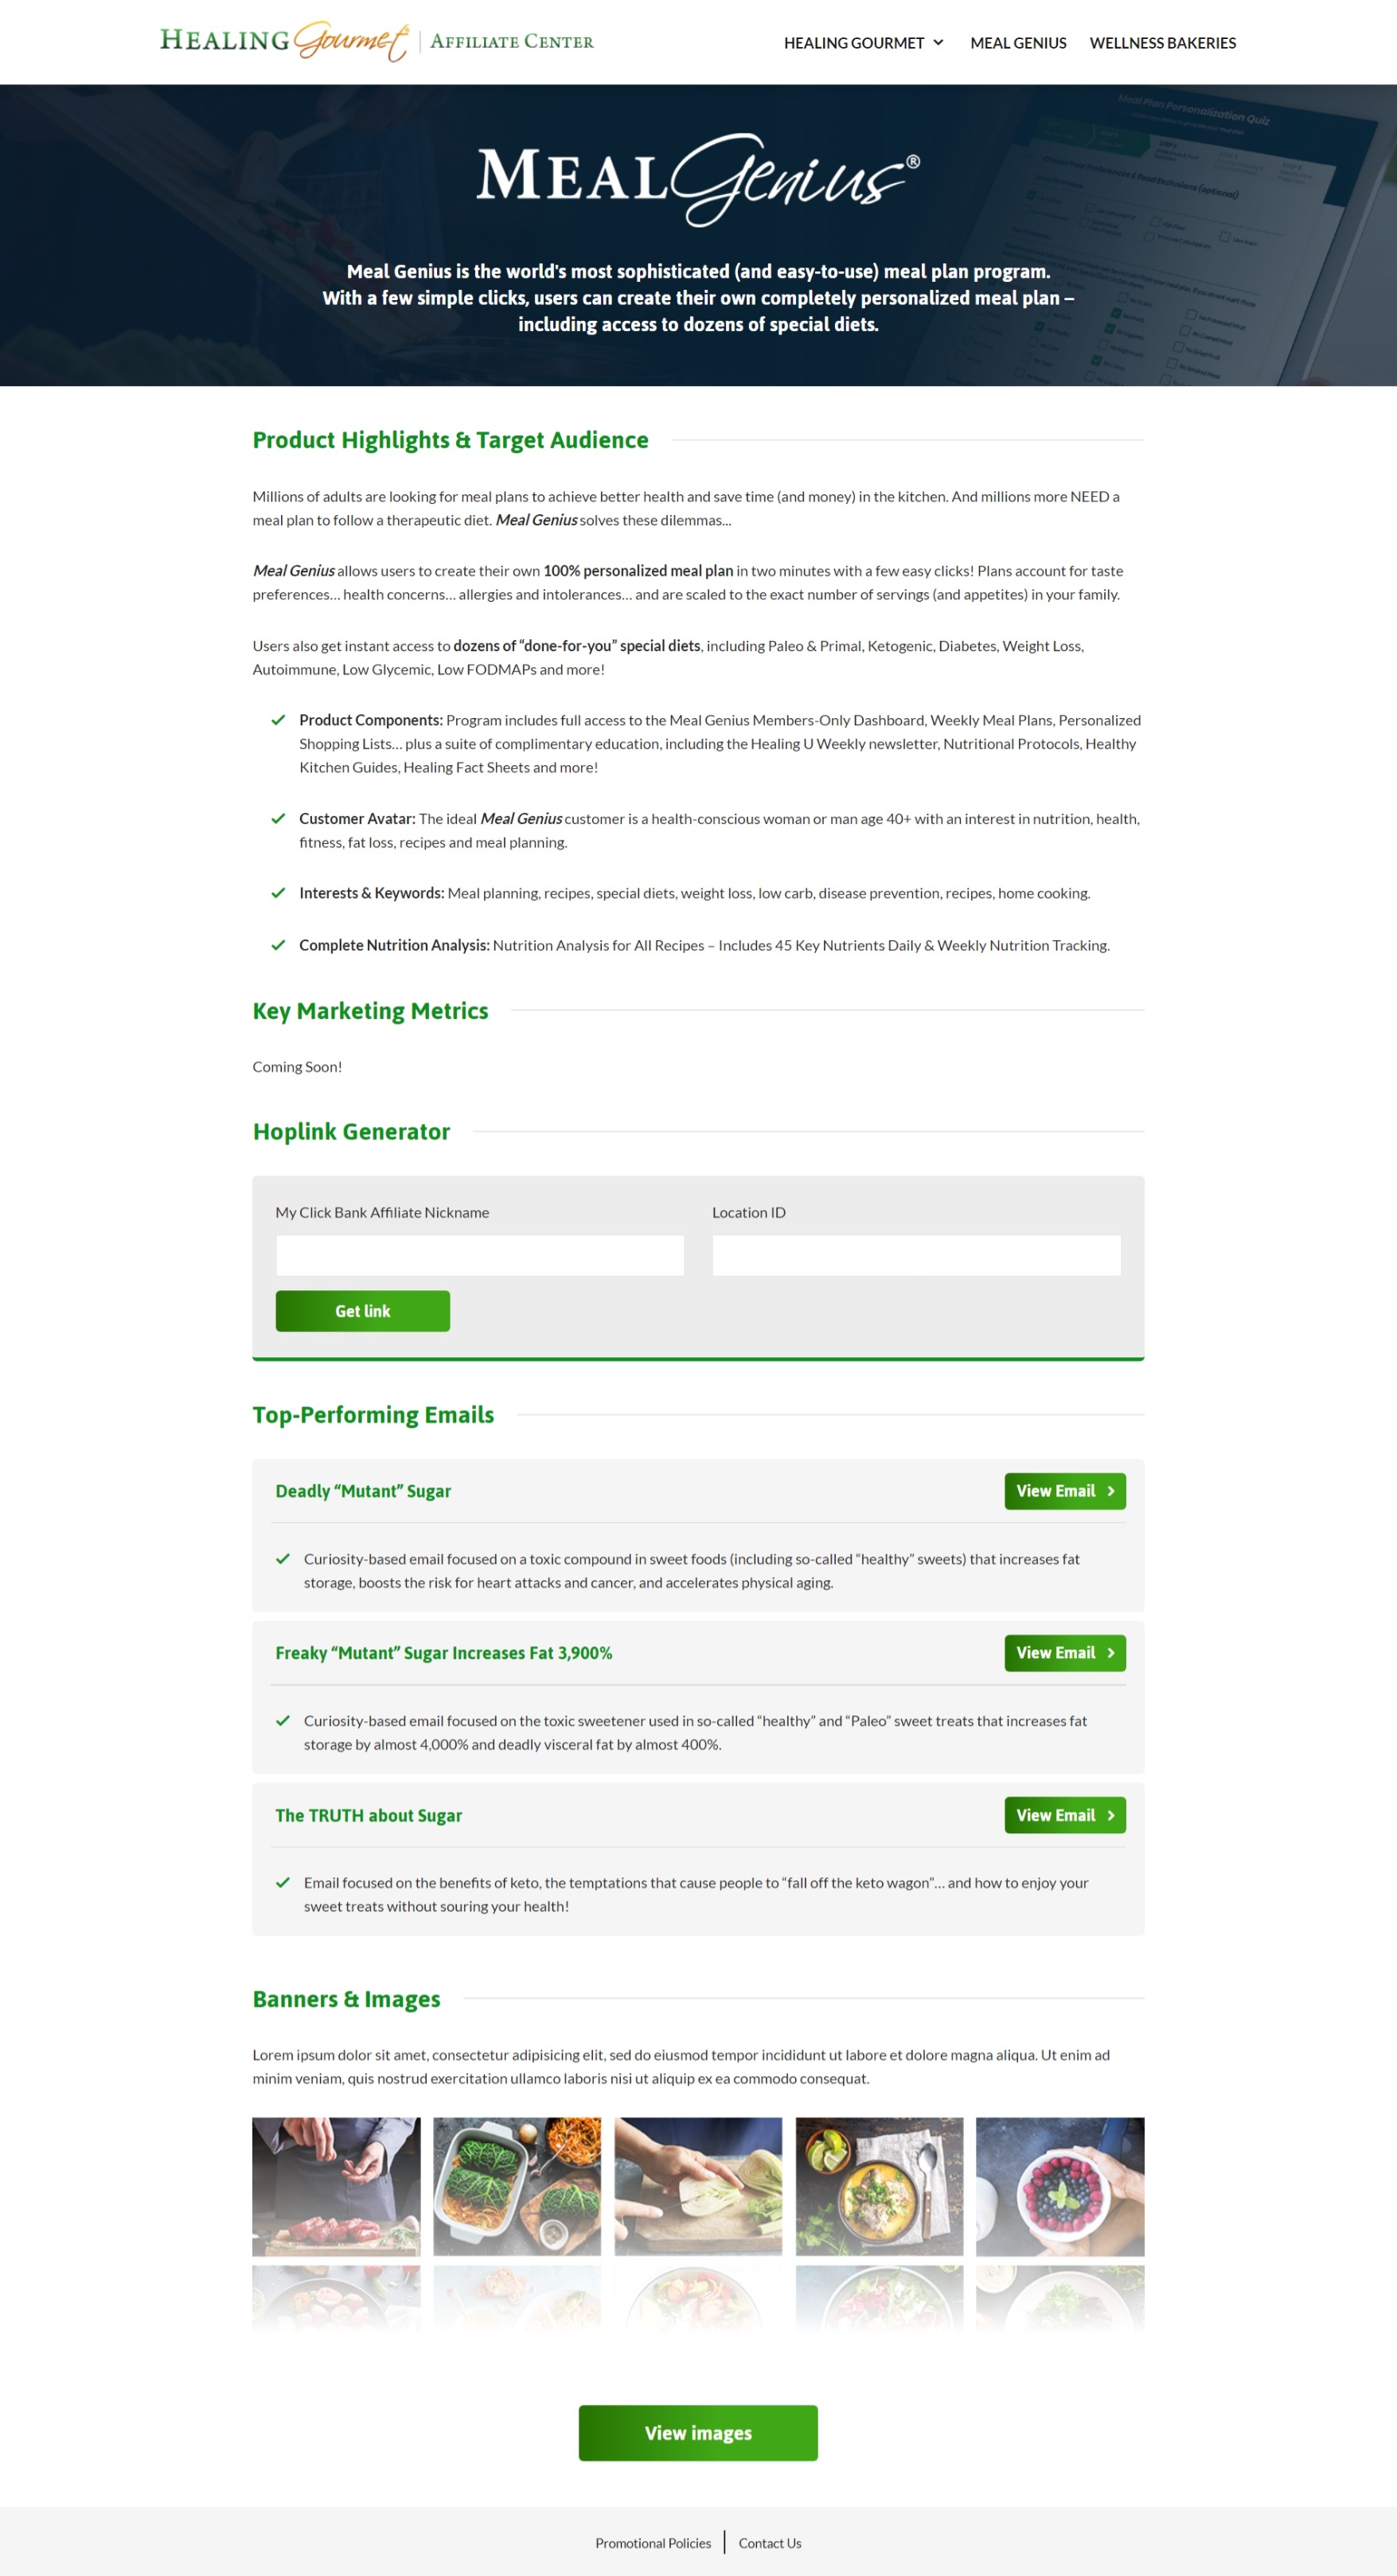 HEALING Gourmet | AFFILIATE CENTER
HEALING GOURMET MEAL GENIUS WELLNESS BAKERIES
Meal Plan Personalization Quiz
Choose Your Preferences & Food Exclusions (optional)
MEAL Genius®
Meal Genius is the world's most sophisticated (and easy-to-use) meal plan program.
With a few simple clicks, users can create their own completely personalized meal plan –
including access to dozens of special diets.
Product Highlights & Target Audience
Millions of adults are looking for meal plans to achieve better health and save time (and money) in the kitchen. And millions more NEED a
meal plan to follow a therapeutic diet. Meal Genius solves these dilemmas...
Meal Genius allows users to create their own 100% personalized meal plan in two minutes with a few easy clicks! Plans account for taste
preferences… health concerns… allergies and intolerances… and are scaled to the exact number of servings (and appetites) in your family.
Users also get instant access to dozens of “done-for-you” special diets, including Paleo & Primal, Ketogenic, Diabetes, Weight Loss,
Autoimmune, Low Glycemic, Low FODMAPs and more!
Product Components: Program includes full access to the Meal Genius Members-Only Dashboard, Weekly Meal Plans, Personalized
Shopping Lists… plus a suite of complimentary education, including the Healing U Weekly newsletter, Nutritional Protocols, Healthy
Kitchen Guides, Healing Fact Sheets and more!
Customer Avatar: The ideal Meal Genius customer is a health-conscious woman or man age 40+ with an interest in nutrition, health,
fitness, fat loss, recipes and meal planning.
Interests & Keywords: Meal planning, recipes, special diets, weight loss, low carb, disease prevention, recipes, home cooking.
Complete Nutrition Analysis: Nutrition Analysis for All Recipes – Includes 45 Key Nutrients Daily & Weekly Nutrition Tracking.
Key Marketing Metrics
Coming Soon!
Hoplink Generator
My Click Bank Affiliate Nickname
Location ID
Get link
Top-Performing Emails
Deadly “Mutant” Sugar
View Email
Curiosity-based email focused on a toxic compound in sweet foods (including so-called “healthy” sweets) that increases fat
storage, boosts the risk for heart attacks and cancer, and accelerates physical aging.
Freaky “Mutant” Sugar Increases Fat 3,900%
View Email
Curiosity-based email focused on the toxic sweetener used in so-called “healthy” and “Paleo” sweet treats that increases fat
storage by almost 4,000% and deadly visceral fat by almost 400%.
The TRUTH about Sugar
View Email
Email focused on the benefits of keto, the temptations that cause people to “fall off the keto wagon”… and how to enjoy your
sweet treats without souring your health!
Banners & Images
Lorem ipsum dolor sit amet, consectetur adipisicing elit, sed do eiusmod tempor incididunt ut labore et dolore magna aliqua. Ut enim ad
minim veniam, quis nostrud exercitation ullamco laboris nisi ut aliquip ex ea commodo consequat.
View images
Promotional Policies | Contact Us